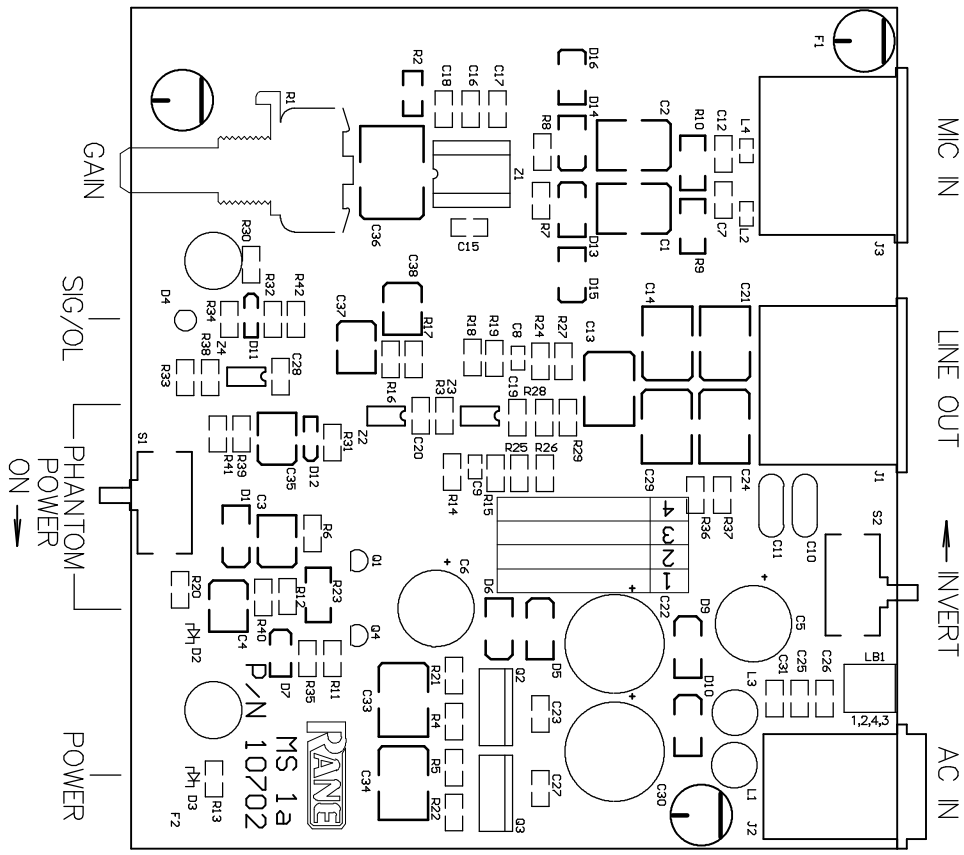 MIC IN
LINE OUT
INVERT
AC IN
GAIN
SIG/OL
PHANTOM
POWER
ON
POWER
F1
J3
L4
L2
C12
C7
R10
R9
C2
C1
D16
D14
D13
D15
R8
R7
Z1
C17
C16
C18
R2
R1
C36
C15
R30
D4
R34
D11
R32
R42
Z4
R38
R33
C28
C37
C38
R17
R16
R18
R19
C8
R24
R27
C13
C14
C21
J1
C29
C24
R29
R28
C19
Z3
R3
C20
Z2
R31
D12
C35
R39
R41
S1
R14
C9
R15
R25
R26
R36
R37
C11
C10
S2
1 2 3 4
D1
C3
R6
Q1
R20
C4
R40
R12
R23
Q4
D2
D7
R35
R11
C6
D6
D5
C22
D9
C5
C31
C25
C26
LB1
1,2,4,3
L3
L1
D10
C30
J2
Q2
C23
Q3
C27
R21
R4
R5
R22
C33
C34
RANE
MS 1a
P/N 10702
D3
R13
F2